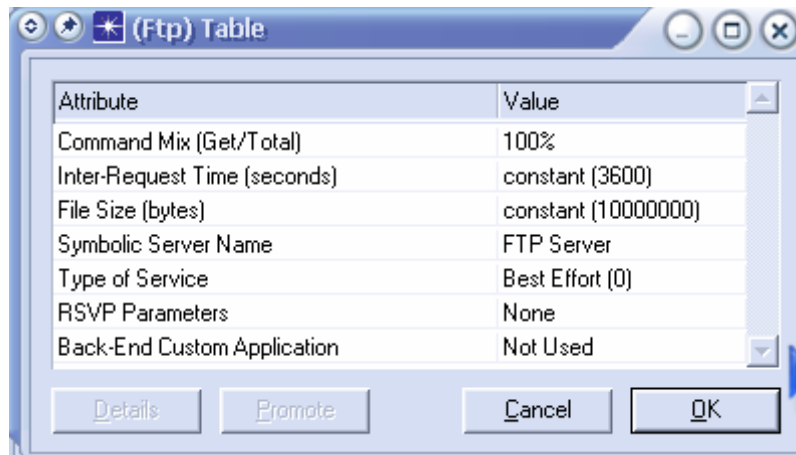 (Ftp) Table
Attribute Value
Command Mix (Get/Total) 100%
Inter-Request Time (seconds) constant (3600)
File Size (bytes) constant (10000000)
Symbolic Server Name FTP Server
Type of Service Best Effort (0)
RSVP Parameters None
Back-End Custom Application Not Used
Details Promote Cancel OK